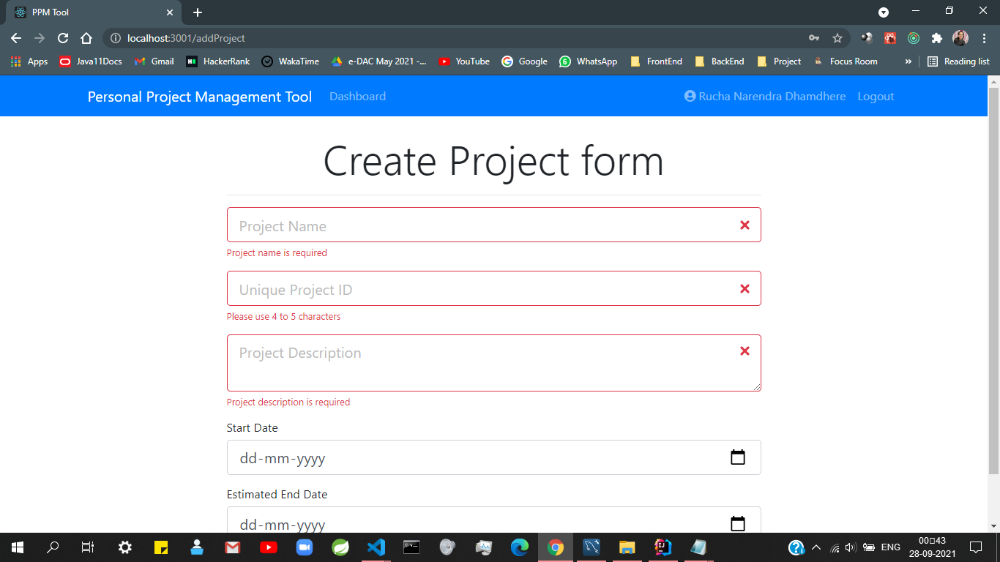 PPM Tool
localhost:3001/addProject
Apps Java11Docs Gmail HackerRank WakaTime e-DAC May 2021 -... YouTube Google WhatsApp FrontEnd BackEnd Project Focus Room » Reading list
Personal Project Management Tool Dashboard Rucha Narendra Dhamdhere Logout
Create Project form
Project Name
Project name is required
Unique Project ID
Please use 4 to 5 characters
Project Description
Project description is required
Start Date
dd-mm-yyyy
Estimated End Date
dd-mm-yyyy
ENG
00▯43
28-09-2021